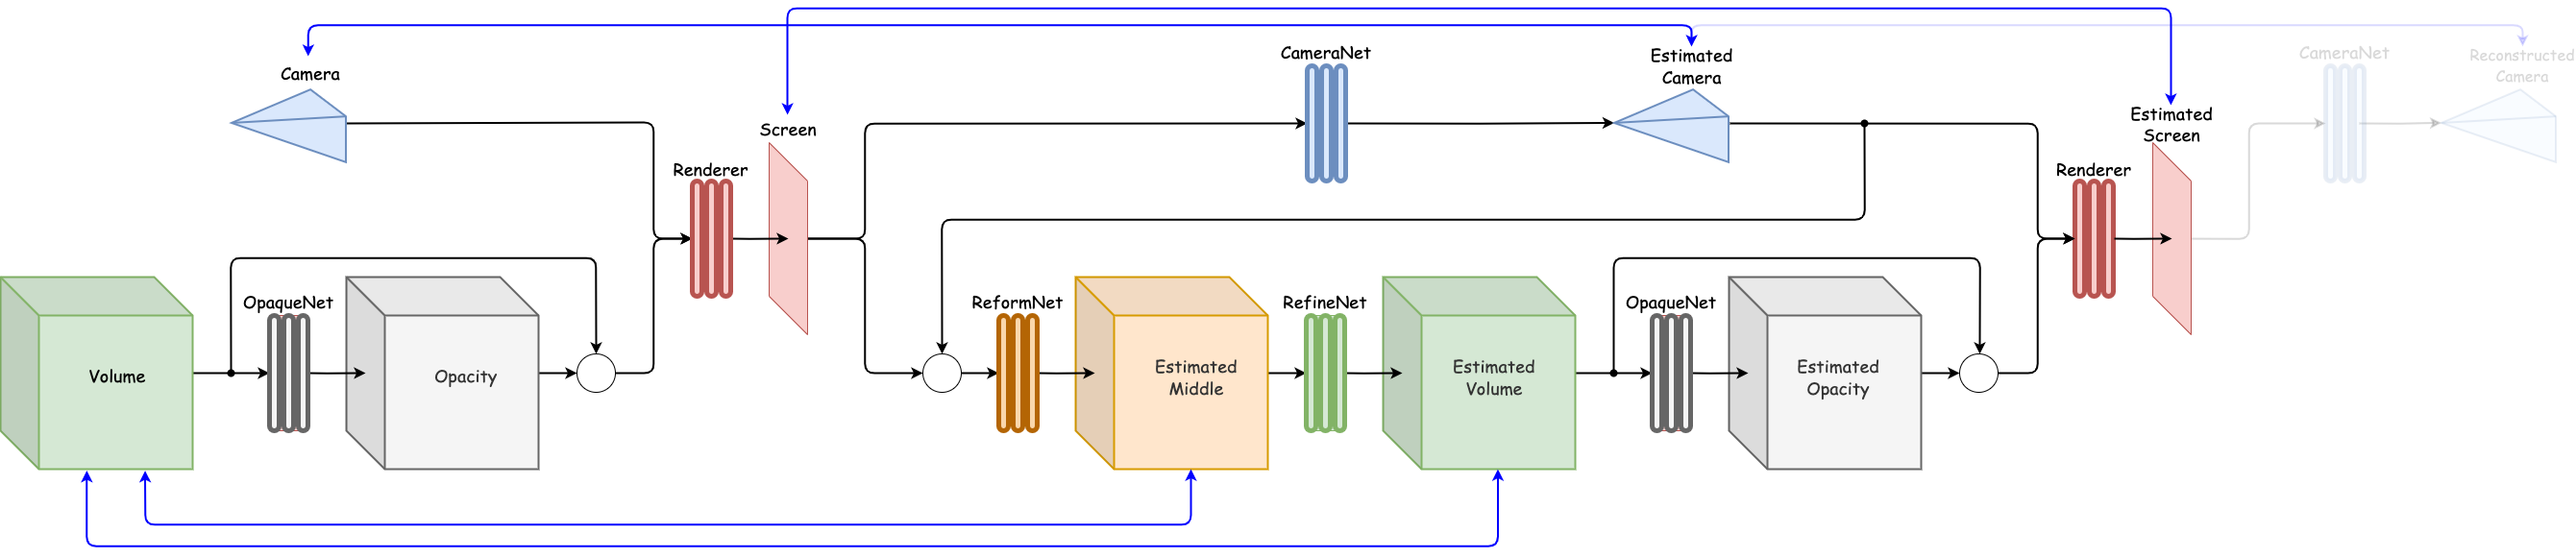 Camera
Screen
Renderer
CameraNet
Estimated
Camera
Estimated
Screen
Renderer
CameraNet
Reconstructed
Camera
Volume
OpaqueNet
Opacity
ReformNet
Estimated
Middle
RefineNet
Estimated
Volume
OpaqueNet
Estimated
Opacity